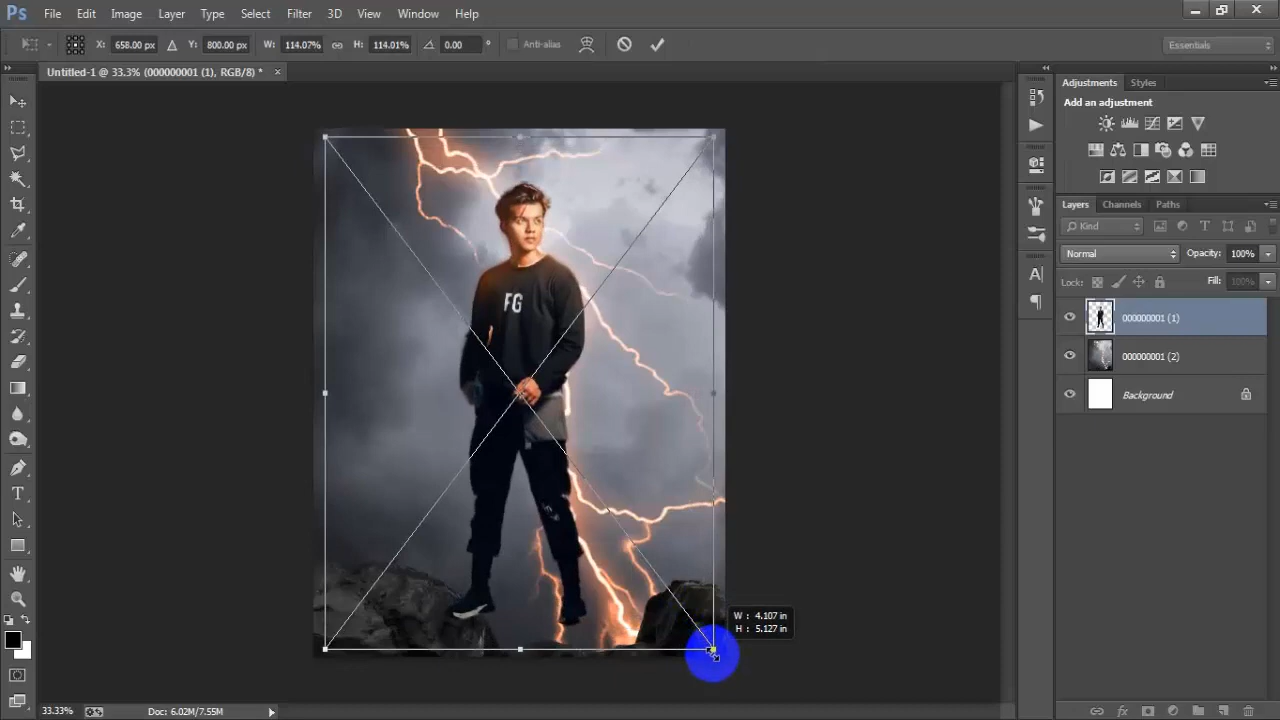 Ps File Edit Image Layer Type Select Filter 3D View Window Help
X: 658.00 px Y: 800.00 px W: 114.07% H: 114.01% 0.00 ° Anti-alias Essentials
Untitled-1 @ 33.3% (000000001 (1), RGB/8) * ×
Adjustments Styles
Add an adjustment
Layers Channels Paths
Kind T
Normal Opacity: 100%
Lock: Fill: 100%
000000001 (1)
000000001 (2)
Background
FG
W : 4.107 in
H : 5.127 in
33.33% Doc: 6.02M/7.55M